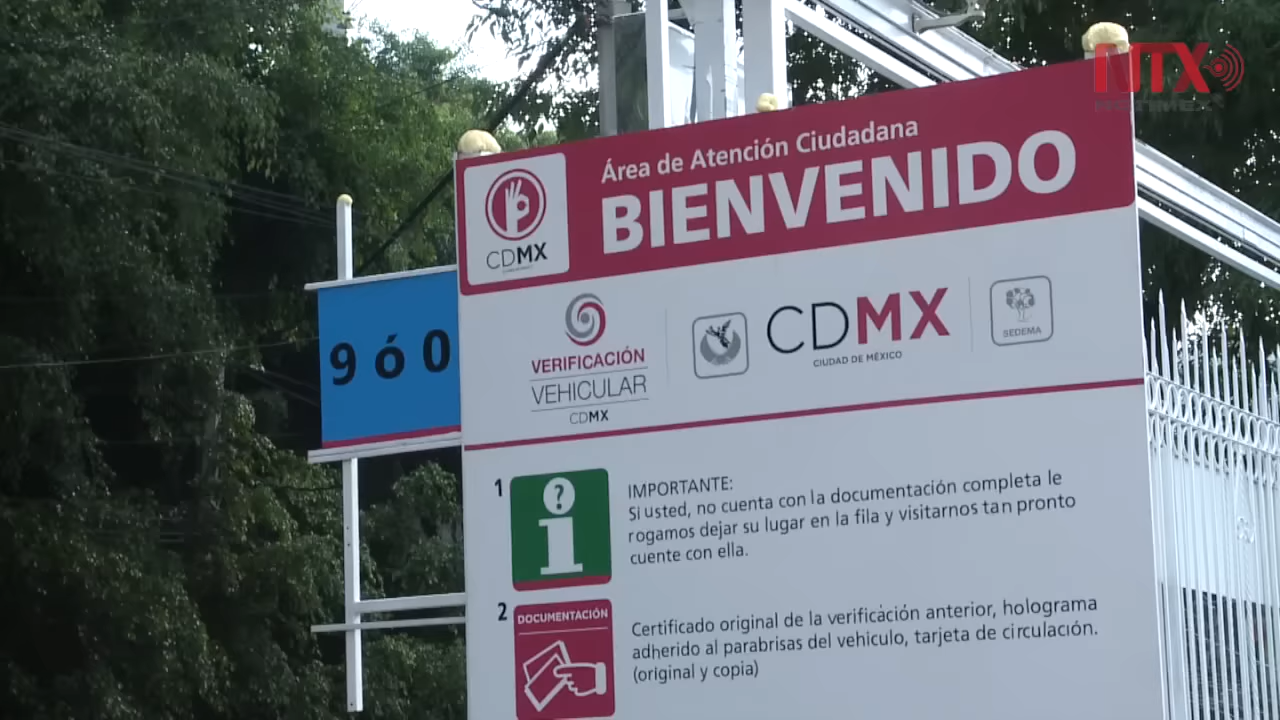 NTX
NOTIMEX
Área de Atención Ciudadana
BIENVENIDO
CDMX
9 ó 0
VERIFICACIÓN
VEHICULAR
CDMX
CDMX
CIUDAD DE MÉXICO
SEDEMA
1
IMPORTANTE:
Si usted, no cuenta con la documentación completa le
rogamos dejar su lugar en la fila y visitarnos tan pronto
cuente con ella.
2
DOCUMENTACIÓN
Certificado original de la verificación anterior, holograma
adherido al parabrisas del vehiculo, tarjeta de circulación.
(original y copia)